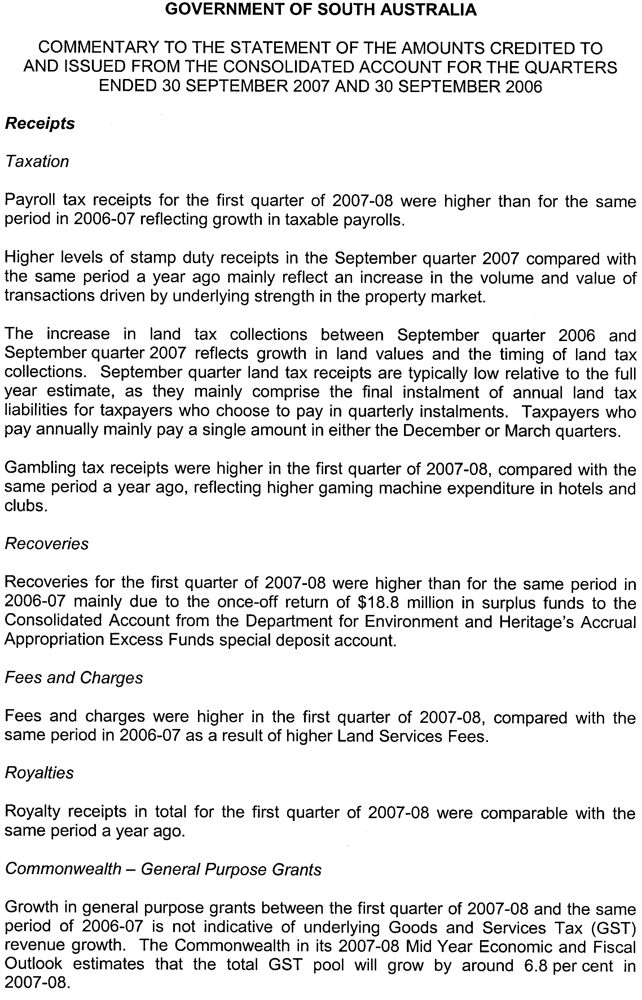 GOVERNMENT OF SOUTH AUSTRALIA
COMMENTARY TO THE STATEMENT OF THE AMOUNTS CREDITED TO
AND ISSUED FROM THE CONSOLIDATED ACCOUNT FOR THE QUARTERS
ENDED 30 SEPTEMBER 2007 AND 30 SEPTEMBER 2006
Receipts
Taxation
Payroll tax receipts for the first quarter of 2007-08 were higher than for the same
period in 2006-07 reflecting growth in taxable payrolls.
Higher levels of stamp duty receipts in the September quarter 2007 compared with
the same period a year ago mainly reflect an increase in the volume and value of
transactions driven by underlying strength in the property market.
The increase in land tax collections between September quarter 2006 and
September quarter 2007 reflects growth in land values and the timing of land tax
collections. September quarter land tax receipts are typically low relative to the full
year estimate, as they mainly comprise the final instalment of annual land tax
liabilities for taxpayers who choose to pay in quarterly instalments. Taxpayers who
pay annually mainly pay a single amount in either the December or March quarters.
Gambling tax receipts were higher in the first quarter of 2007-08, compared with the
same period a year ago, reflecting higher gaming machine expenditure in hotels and
clubs.
Recoveries
Recoveries for the first quarter of 2007-08 were higher than for the same period in
2006-07 mainly due to the once-off return of $18.8 million in surplus funds to the
Consolidated Account from the Department for Environment and Heritage's Accrual
Appropriation Excess Funds special deposit account.
Fees and Charges
Fees and charges were higher in the first quarter of 2007-08, compared with the
same period in 2006-07 as a result of higher Land Services Fees.
Royalties
Royalty receipts in total for the first quarter of 2007-08 were comparable with the
same period a year ago.
Commonwealth – General Purpose Grants
Growth in general purpose grants between the first quarter of 2007-08 and the same
period of 2006-07 is not indicative of underlying Goods and Services Tax (GST)
revenue growth. The Commonwealth in its 2007-08 Mid Year Economic and Fiscal
Outlook estimates that the total GST pool will grow by around 6.8 per cent in
2007-08.